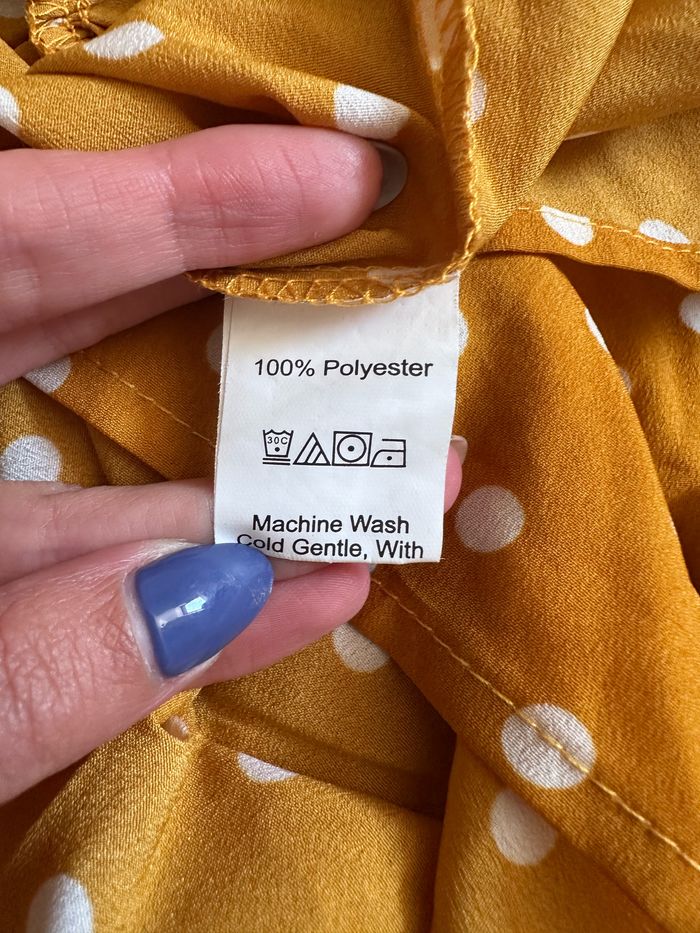 100% Polyester
30C
Machine Wash
Cold Gentle, With